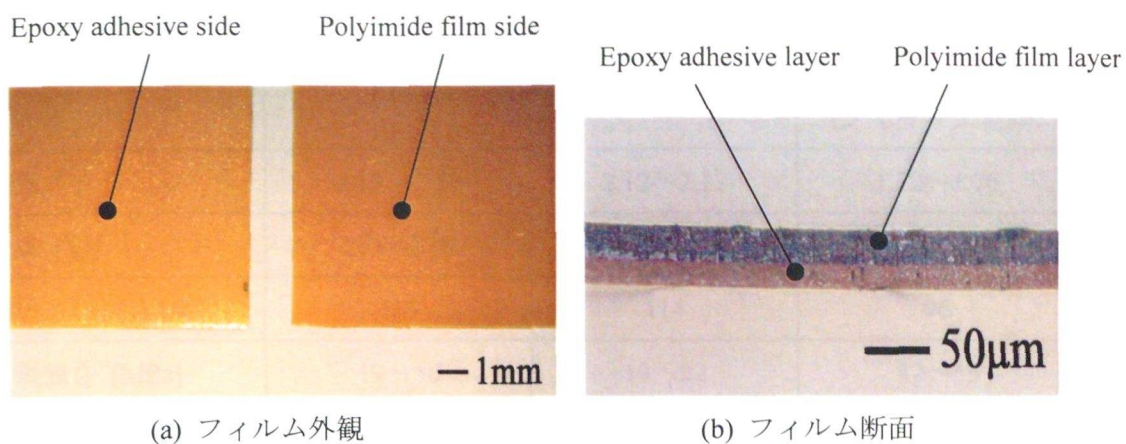 Epoxy adhesive side
Polyimide film side
1mm
(a) フィルム外観
Epoxy adhesive layer
Polyimide film layer
50μm
(b) フィルム断面